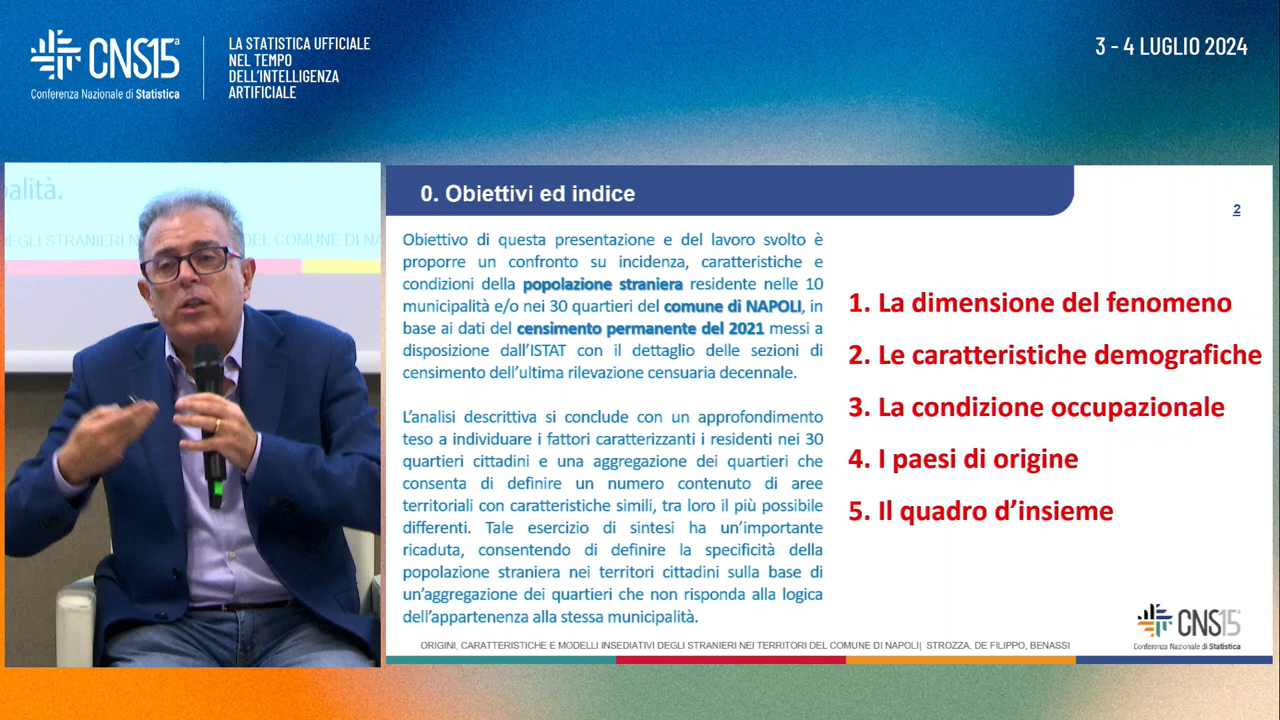 CNS15ª
Conferenza Nazionale di Statistica
LA STATISTICA UFFICIALE
NEL TEMPO
DELL'INTELLIGENZA
ARTIFICIALE
3 - 4 LUGLIO 2024
alità.
DEGLI STRANIERI
DEL COMUNE DI NA
0. Obiettivi ed indice
2
Obiettivo di questa presentazione e del lavoro svolto è
proporre un confronto su incidenza, caratteristiche e
condizioni della popolazione straniera residente nelle 10
municipalità e/o nei 30 quartieri del comune di NAPOLI, in
base ai dati del censimento permanente del 2021 messi a
disposizione dall'ISTAT con il dettaglio delle sezioni di
censimento dell'ultima rilevazione censuaria decennale.
L'analisi descrittiva si conclude con un approfondimento
teso a individuare i fattori caratterizzanti i residenti nei 30
quartieri cittadini e una aggregazione dei quartieri che
consenta di definire un numero contenuto di aree
territoriali con caratteristiche simili, tra loro il più possibile
differenti. Tale esercizio di sintesi ha un'importante
ricaduta, consentendo di definire la specificità della
popolazione straniera nei territori cittadini sulla base di
un'aggregazione dei quartieri che non risponda alla logica
dell'appartenenza alla stessa municipalità.
1. La dimensione del fenomeno
2. Le caratteristiche demografiche
3. La condizione occupazionale
4. I paesi di origine
5. Il quadro d'insieme
ORIGINI, CARATTERISTICHE E MODELLI INSEDIATIVI DEGLI STRANIERI NEI TERRITORI DEL COMUNE DI NAPOLI| STROZZA, DE FILIPPO, BENASSI
CNS15ª
Conferenza Nazionale di Statistica